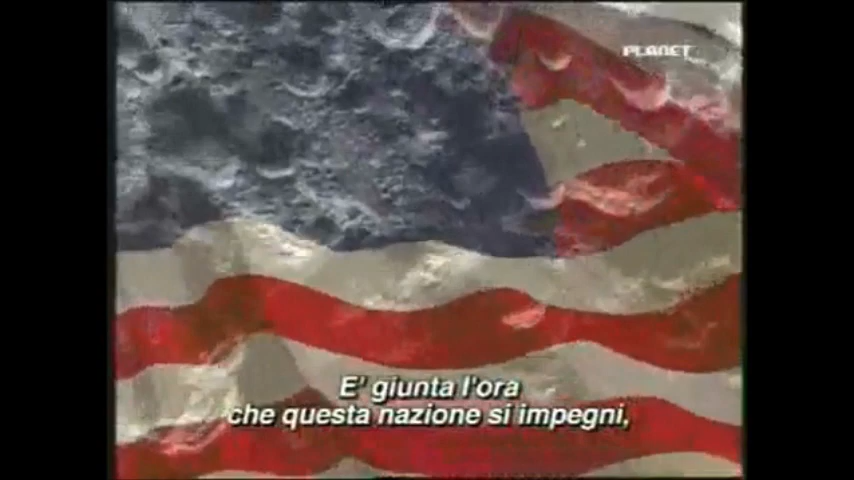 PLANET
E' giunta l'ora
che questa nazione si impegni,